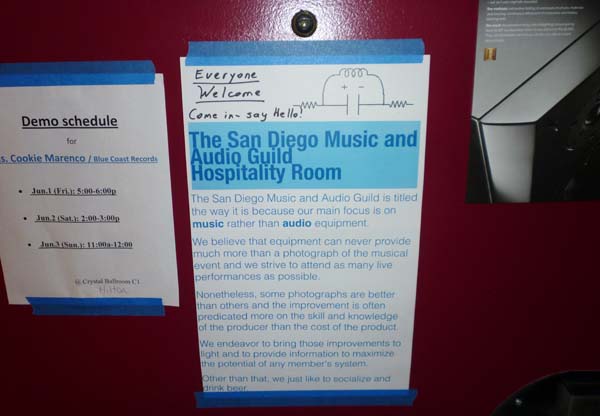 Demo schedule
for
s. Cookie Marenco / Blue Coast Records
Jun.1 (Fri.): 5:00-6:00p
Jun.2 (Sat.): 2:00-3:00p
Jun.3 (Sun.): 11:00a-12:00
@ Crystal Ballroom C1
Hilton
Everyone
Welcome
Come in - say Hello!
+ -
The San Diego Music and
Audio Guild
Hospitality Room
The San Diego Music and Audio Guild is titled
the way it is because our main focus is on
music rather than audio equipment.
We believe that equipment can never provide
much more than a photograph of the musical
event and we strive to attend as many live
performances as possible.
Nonetheless, some photographs are better
than others and the improvement is often
predicated more on the skill and knowledge
of the producer than the cost of the product.
We endeavor to bring those improvements to
light and to provide information to maximize
the potential of any member's system.
Other than that, we just like to socialize and
drink beer.